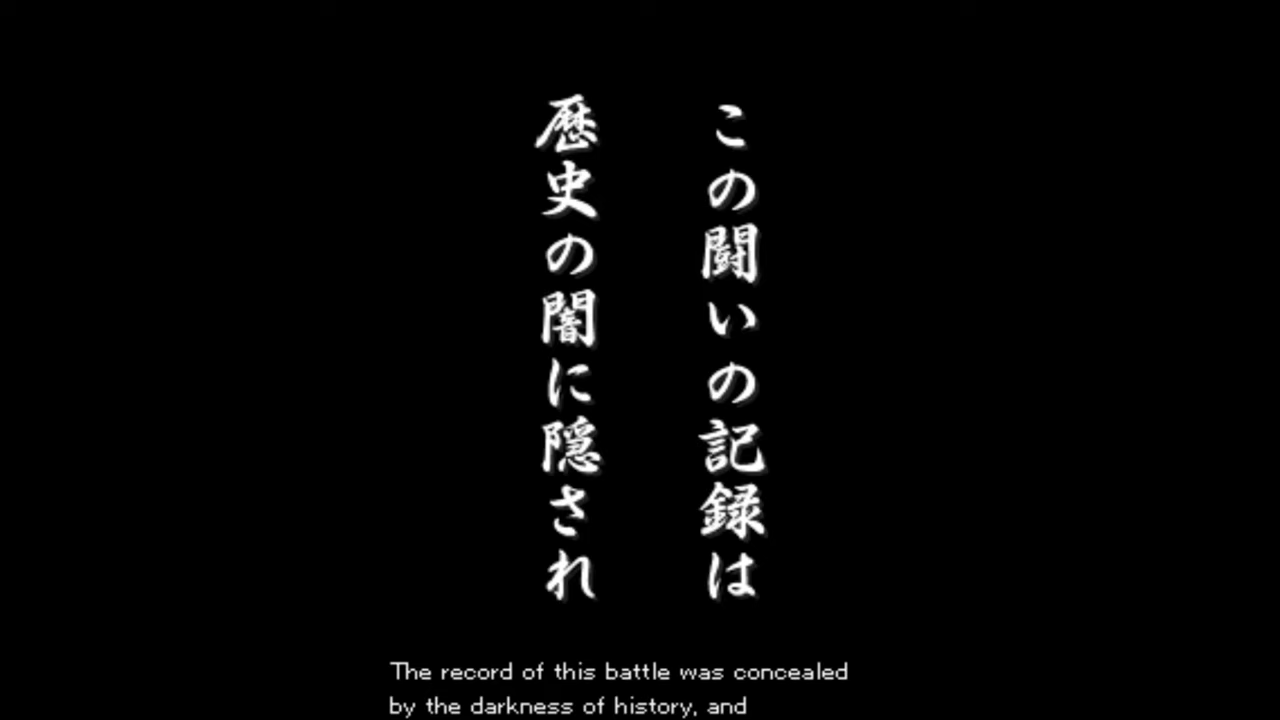 この闘いの記録は
歴史の闇に隠され
The record of this battle was concealed
by the darkness of history, and